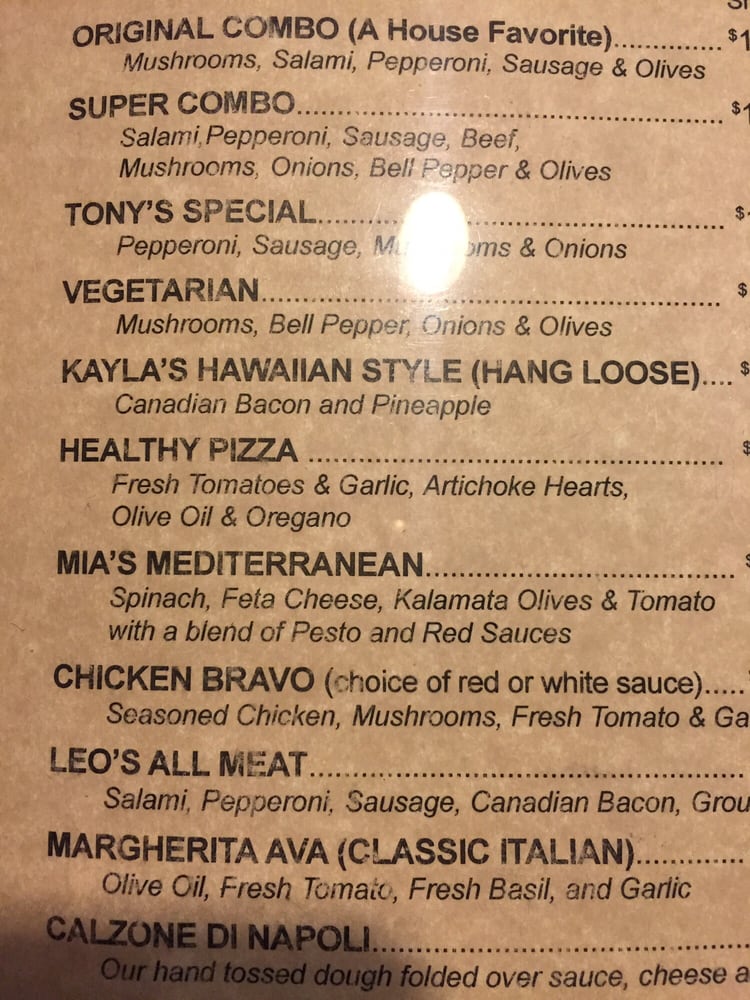 ORIGINAL COMBO (A House Favorite).............. $1
Mushrooms, Salami, Pepperoni, Sausage & Olives
SUPER COMBO........................................................ $1
Salami, Pepperoni, Sausage, Beef,
Mushrooms, Onions, Bell Pepper & Olives
TONY'S SPECIAL..................................................... $
Pepperoni, Sausage, & Onions
VEGETARIAN............................................................ $
Mushrooms, Bell Pepper, Onions & Olives
KAYLA'S HAWAIIAN STYLE (HANG LOOSE).... $
Canadian Bacon and Pineapple
HEALTHY PIZZA ..................................................... $
Fresh Tomatoes & Garlic, Artichoke Hearts,
Olive Oil & Oregano
MIA'S MEDITERRANEAN........................................ $
Spinach, Feta Cheese, Kalamata Olives & Tomato
with a blend of Pesto and Red Sauces
CHICKEN BRAVO (choice of red or white sauce).....
Seasoned Chicken, Mushrooms, Fresh Tomato & Ga
LEO'S ALL MEAT.......................................................
Salami, Pepperoni, Sausage, Canadian Bacon, Grou
MARGHERITA AVA (CLASSIC ITALIAN).............
Olive Oil, Fresh Tomato, Fresh Basil, and Garlic
CALZONE DI NAPOLI..............................................
Our hand tossed dough folded over sauce, cheese a